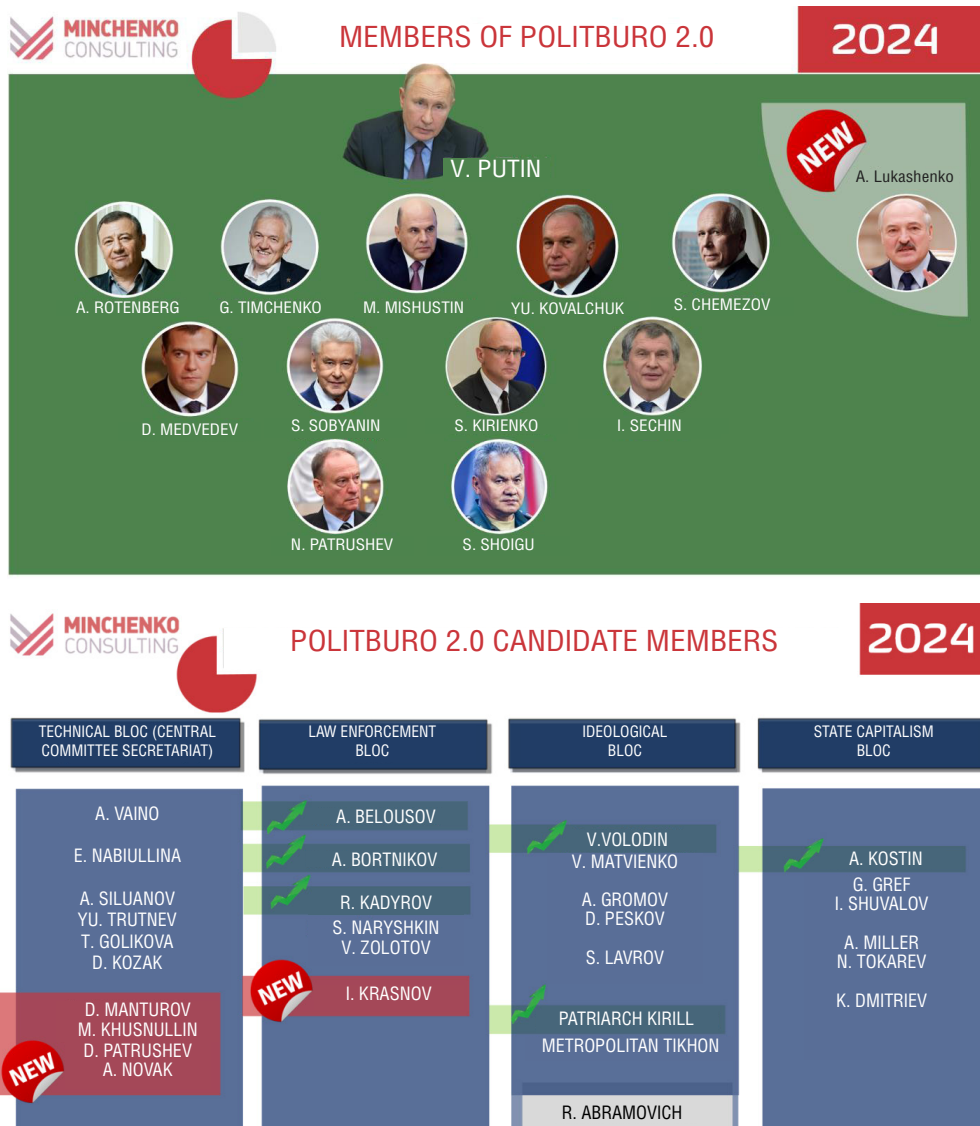 MINCHENKO
CONSULTING
MEMBERS OF POLITBURO 2.0
2024
V. PUTIN
NEW
A. Lukashenko
A. ROTENBERG
G. TIMCHENKO
M. MISHUSTIN
YU. KOVALCHUK
S. CHEMEZOV
D. MEDVEDEV
S. SOBYANIN
S. KIRIENKO
I. SECHIN
N. PATRUSHEV
S. SHOIGU
MINCHENKO
CONSULTING
POLITBURO 2.0 CANDIDATE MEMBERS
2024
TECHNICAL BLOC (CENTRAL
COMMITTEE SECRETARIAT)
A. VAINO
E. NABIULLINA
A. SILUANOV
YU. TRUTNEV
T. GOLIKOVA
D. KOZAK
D. MANTUROV
M. KHUSNULLIN
D. PATRUSHEV
A. NOVAK
NEW
LAW ENFORCEMENT
BLOC
A. BELOUSOV
A. BORTNIKOV
R. KADYROV
S. NARYSHKIN
V. ZOLOTOV
NEW
I. KRASNOV
IDEOLOGICAL
BLOC
V.VOLODIN
V. MATVIENKO
A. GROMOV
D. PESKOV
S. LAVROV
PATRIARCH KIRILL
METROPOLITAN TIKHON
R. ABRAMOVICH
STATE CAPITALISM
BLOC
A. KOSTIN
G. GREF
I. SHUVALOV
A. MILLER
N. TOKAREV
K. DMITRIEV